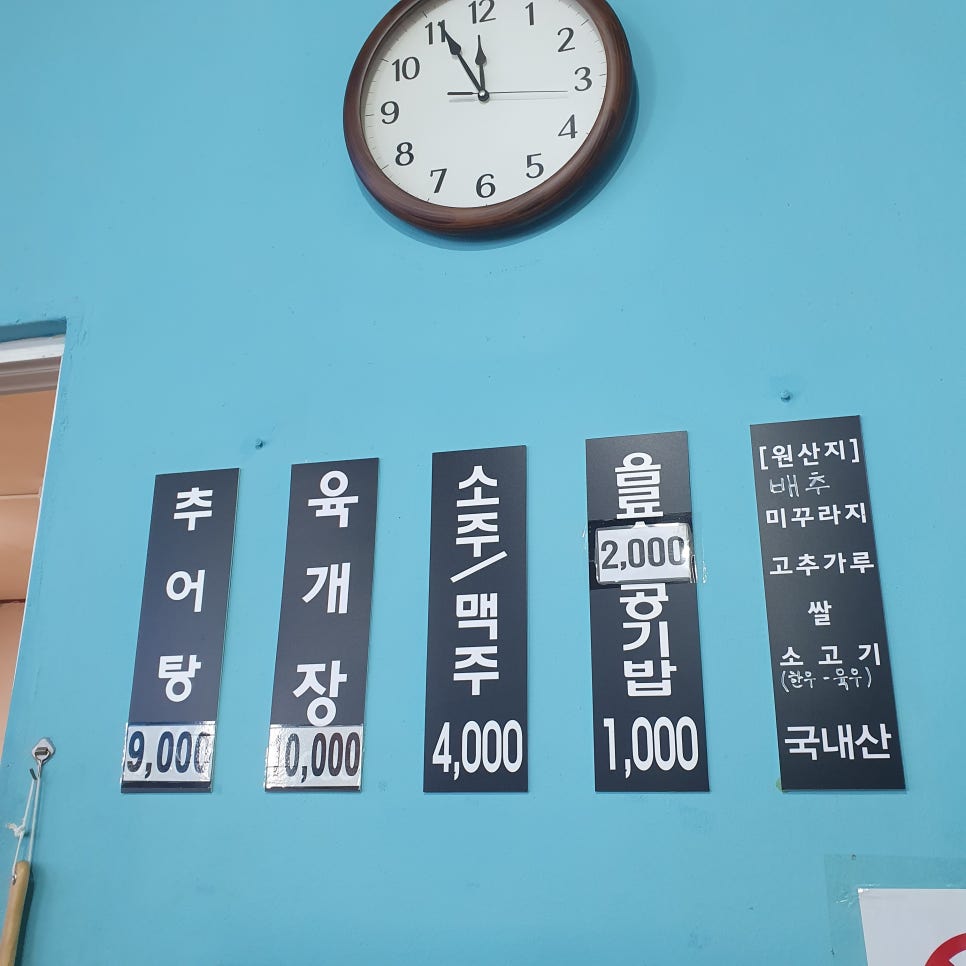 12
1
2
3
4
5
6
7
8
9
10
11
추어탕
9,000
육개장
0,000
소주/맥주
4,000
음료
2,000
공기밥
1,000
[원산지]
배추
미꾸라지
고추가루
쌀
소고기
(한우-육우)
국내산